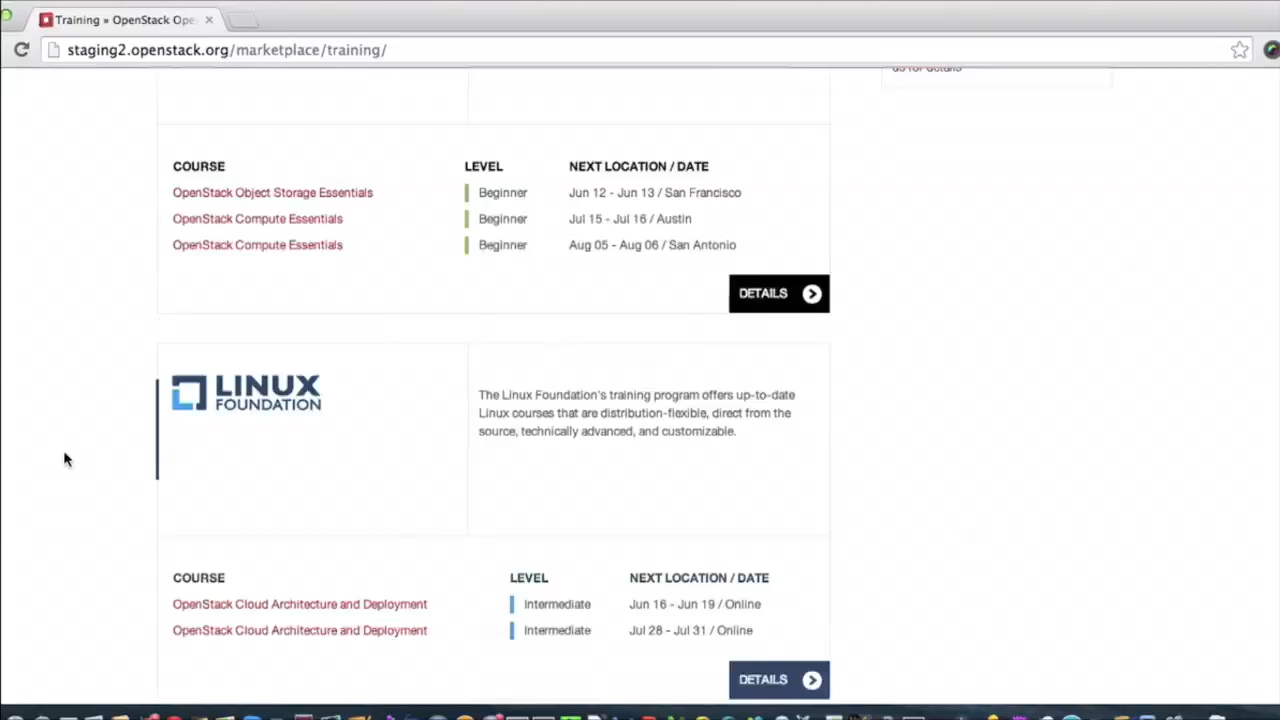 Training » OpenStack Ope
staging2.openstack.org/marketplace/training/
us for details
COURSE LEVEL NEXT LOCATION / DATE
OpenStack Object Storage Essentials Beginner Jun 12 - Jun 13 / San Francisco
OpenStack Compute Essentials Beginner Jul 15 - Jul 16 / Austin
OpenStack Compute Essentials Beginner Aug 05 - Aug 06 / San Antonio
DETAILS
LINUX
FOUNDATION
The Linux Foundation's training program offers up-to-date
Linux courses that are distribution-flexible, direct from the
source, technically advanced, and customizable.
COURSE LEVEL NEXT LOCATION / DATE
OpenStack Cloud Architecture and Deployment Intermediate Jun 16 - Jun 19 / Online
OpenStack Cloud Architecture and Deployment Intermediate Jul 28 - Jul 31 / Online
DETAILS